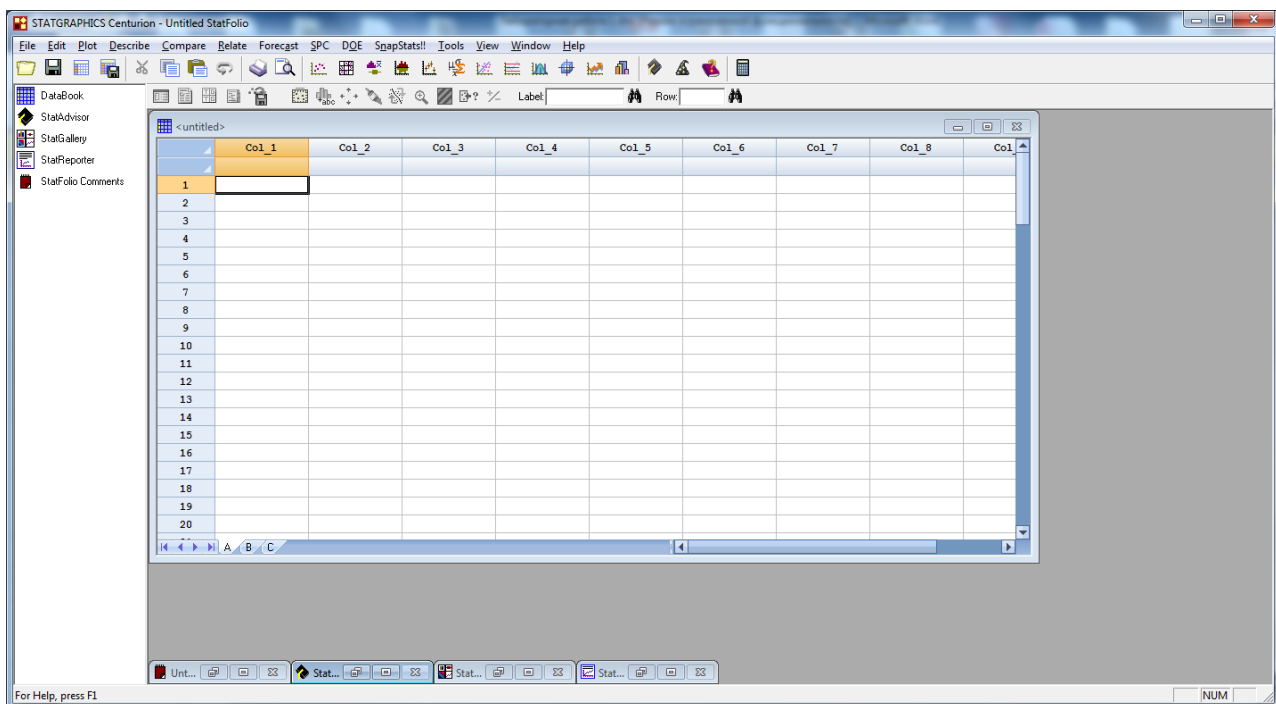 STATGRAPHICS Centurion - Untitled StatFolio
File Edit Plot Describe Compare Relate Forecast SPC DOE SnapStats!! Tools View Window Help
DataBook
StatAdvisor
StatGallery
StatReporter
StatFolio Comments
Label:
Row:
<untitled>
Col_1 Col_2 Col_3 Col_4 Col_5 Col_6 Col_7 Col_8 Col_
1
2
3
4
5
6
7
8
9
10
11
12
13
14
15
16
17
18
19
20
A B C
Unt... Stat... Stat... Stat...
For Help, press F1
NUM